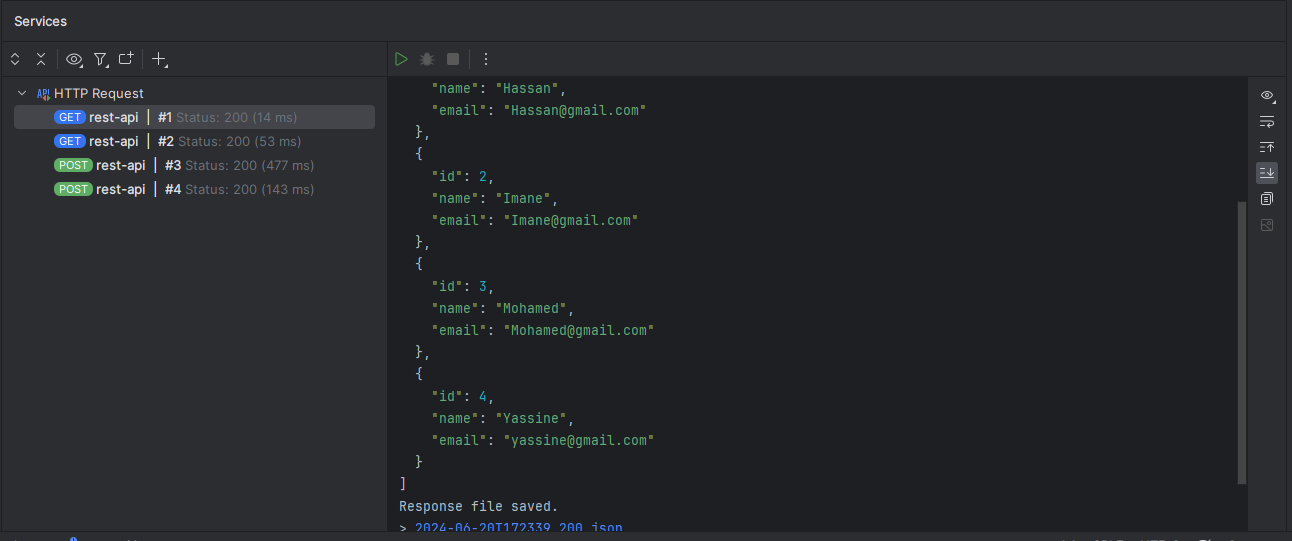 Services
HTTP Request
GET rest-api | #1 Status: 200 (14 ms)
GET rest-api | #2 Status: 200 (53 ms)
POST rest-api | #3 Status: 200 (477 ms)
POST rest-api | #4 Status: 200 (143 ms)
"name": "Hassan",
"email": "Hassan@gmail.com"
},
{
"id": 2,
"name": "Imane",
"email": "Imane@gmail.com"
},
{
"id": 3,
"name": "Mohamed",
"email": "Mohamed@gmail.com"
},
{
"id": 4,
"name": "Yassine",
"email": "yassine@gmail.com"
}
]
Response file saved.
> 2024-06-20T172339.200.json